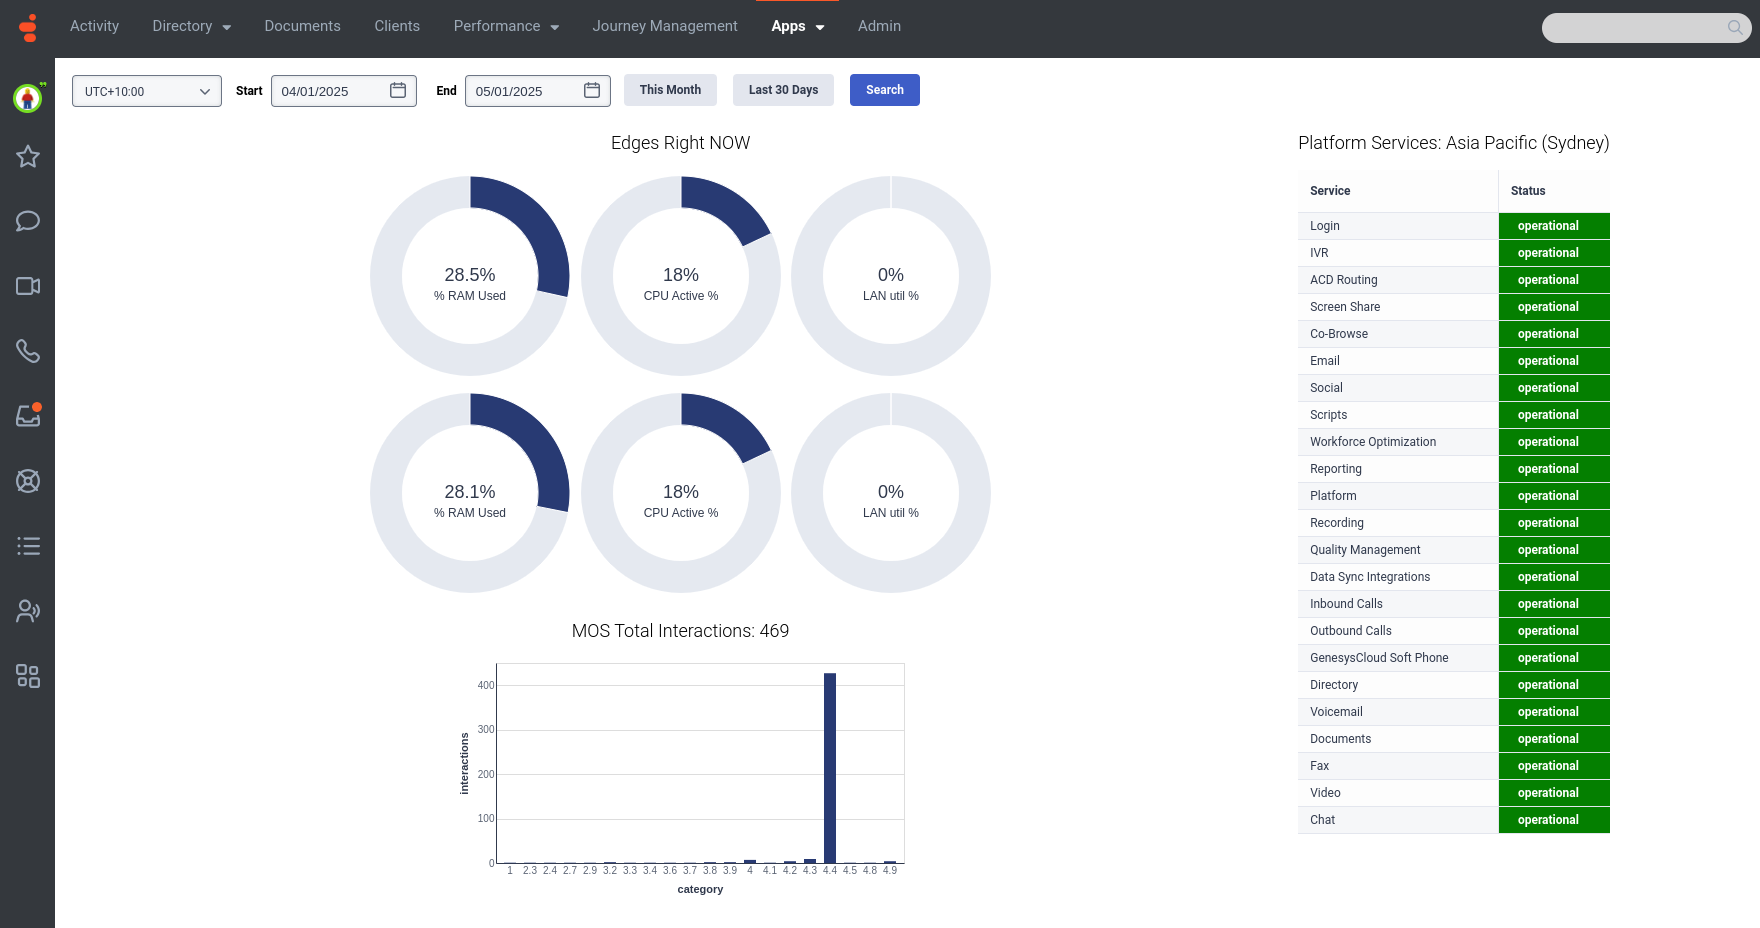 Activity Directory Documents Clients Performance Journey Management Apps Admin
UTC+10:00 Start 04/01/2025 End 05/01/2025 This Month Last 30 Days Search
Edges Right NOW
28.5%
% RAM Used
18%
CPU Active %
0%
LAN util %
28.1%
% RAM Used
18%
CPU Active %
0%
LAN util %
MOS Total Interactions: 469
interactions
400
300
200
100
0
1 2.3 2.4 2.7 2.9 3.2 3.3 3.4 3.6 3.7 3.8 3.9 4 4.1 4.2 4.3 4.4 4.5 4.8 4.9
category
Platform Services: Asia Pacific (Sydney)
Service Status
Login operational
IVR operational
ACD Routing operational
Screen Share operational
Co-Browse operational
Email operational
Social operational
Scripts operational
Workforce Optimization operational
Reporting operational
Platform operational
Recording operational
Quality Management operational
Data Sync Integrations operational
Inbound Calls operational
Outbound Calls operational
GenesysCloud Soft Phone operational
Directory operational
Voicemail operational
Documents operational
Fax operational
Video operational
Chat operational